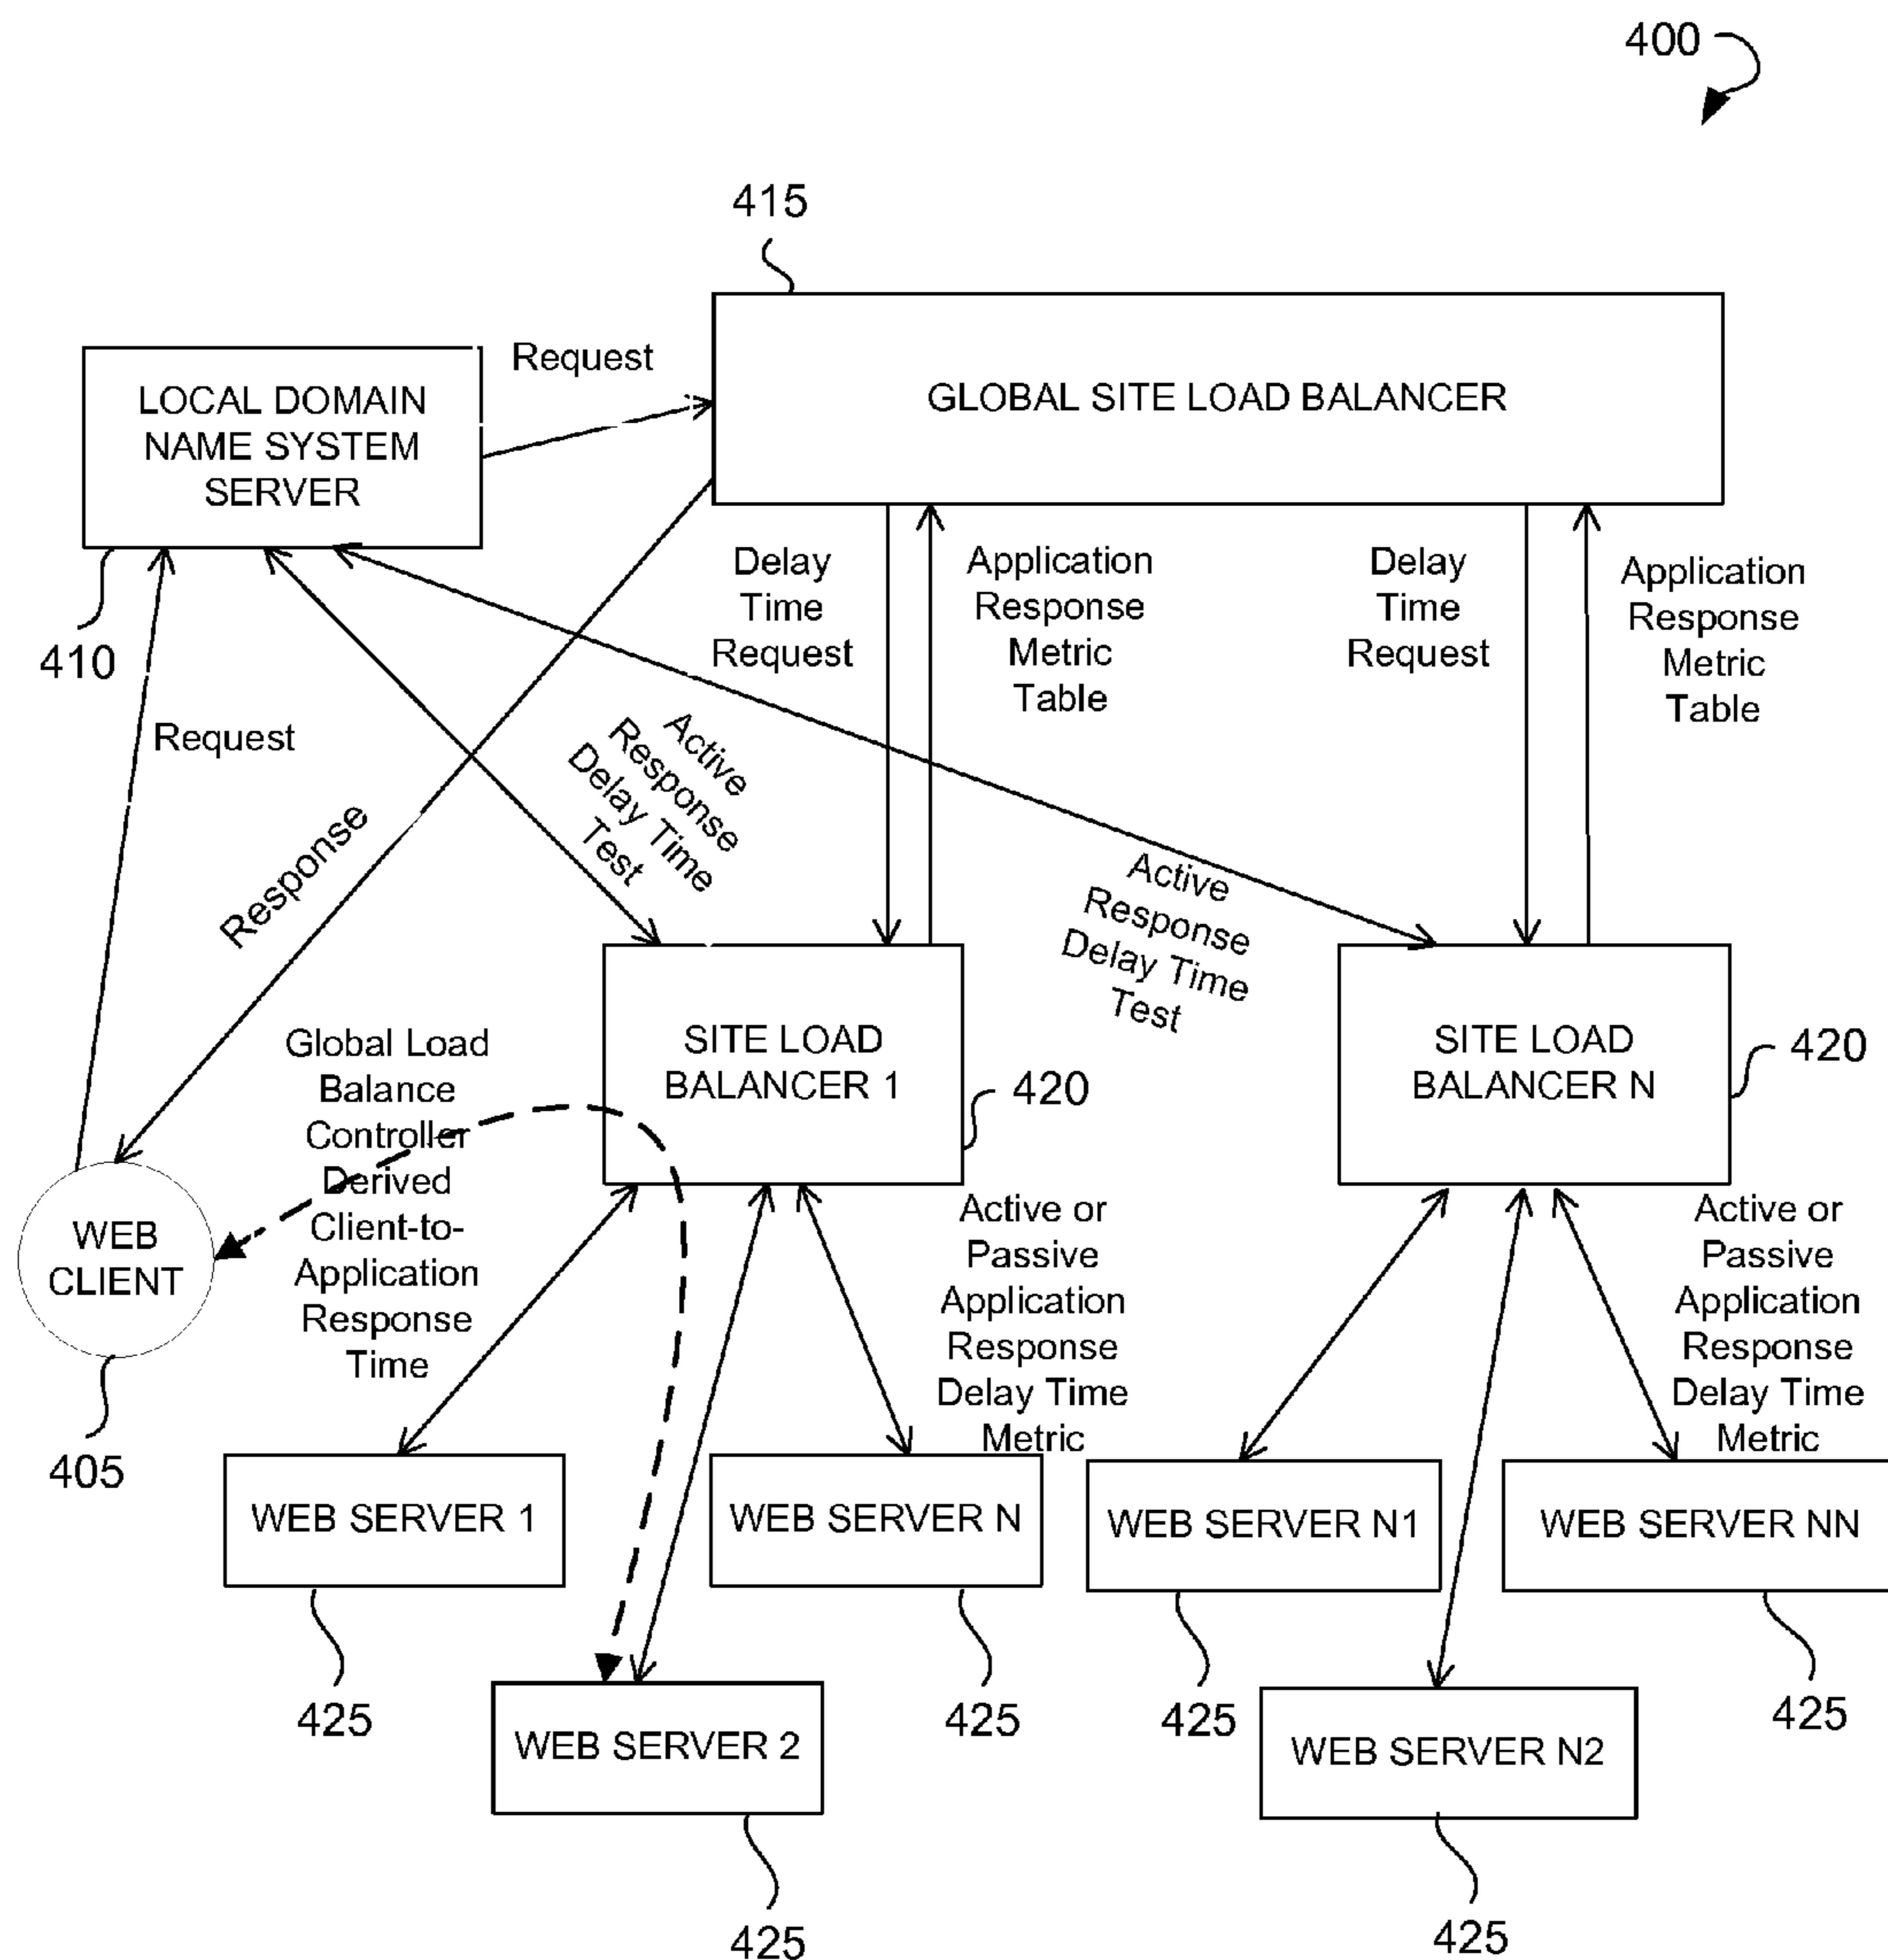 400
415
Request
LOCAL DOMAIN
NAME SYSTEM
SERVER
GLOBAL SITE LOAD BALANCER
410
Delay
Time
Request
Application
Response
Metric
Table
Delay
Time
Request
Application
Response
Metric
Table
Request
Response
Active
Response
Delay Time
Test
Active
Response
Delay Time
Test
SITE LOAD
BALANCER 1
420
SITE LOAD
BALANCER N
420
Global Load
Balance
Controller
Derived
Client-to-
Application
Response
Time
WEB
CLIENT
405
Active or
Passive
Application
Response
Delay Time
Metric
Active or
Passive
Application
Response
Delay Time
Metric
WEB SERVER 1
WEB SERVER N
WEB SERVER N1
WEB SERVER NN
425
425
425
425
WEB SERVER 2
WEB SERVER N2
425
425